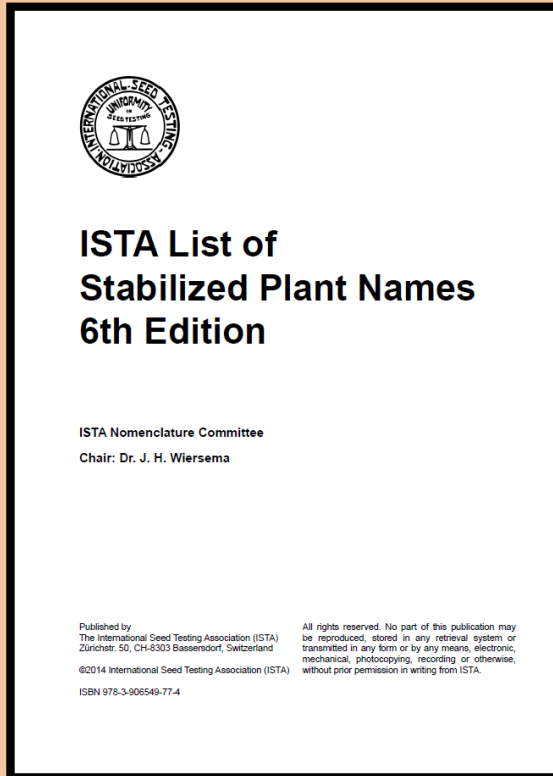 INTERNATIONAL SEED TESTING ASSOCIATION
UNIFORMITY
IN
SEED TESTING
ISTA List of
Stabilized Plant Names
6th Edition
ISTA Nomenclature Committee
Chair: Dr. J. H. Wiersema
Published by
The International Seed Testing Association (ISTA)
Zürichstr. 50, CH-8303 Bassersdorf, Switzerland
©2014 International Seed Testing Association (ISTA)
ISBN 978-3-906549-77-4
All rights reserved. No part of this publication may
be reproduced, stored in any retrieval system or
transmitted in any form or by any means, electronic,
mechanical, photocopying, recording or otherwise,
without prior permission in writing from ISTA.